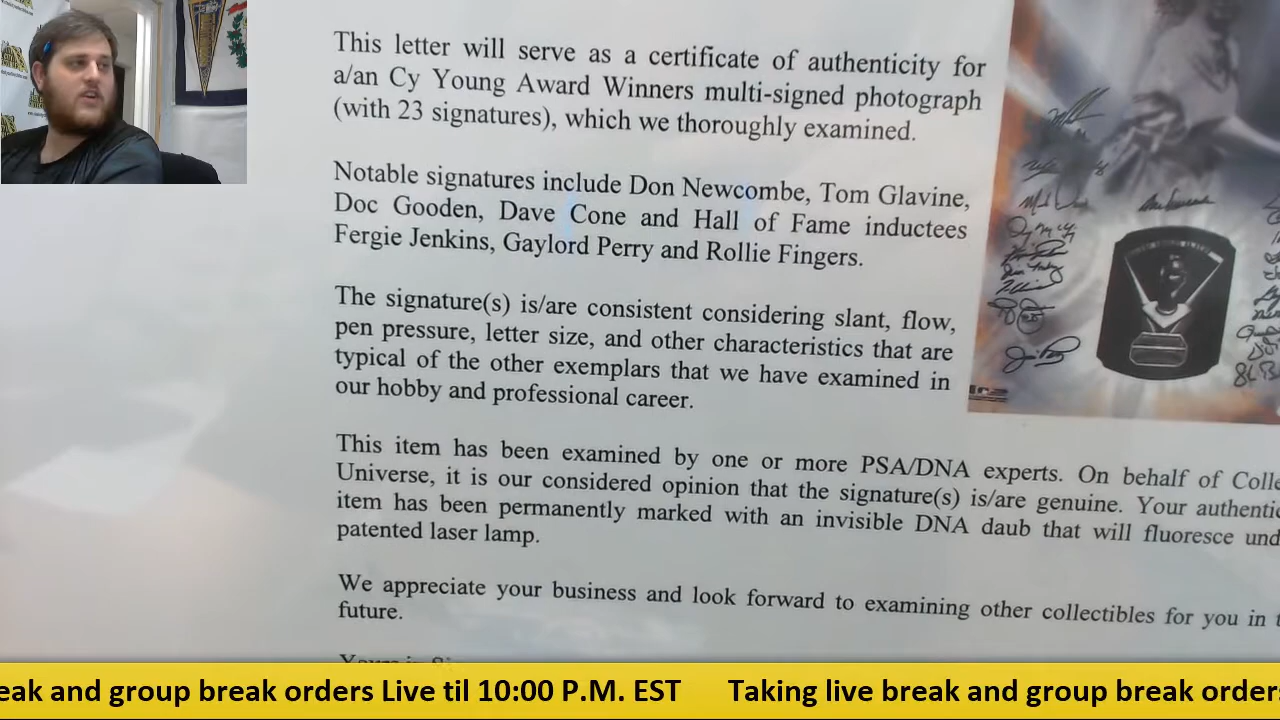 This letter will serve as a certificate of authenticity for
a/an Cy Young Award Winners multi-signed photograph
(with 23 signatures), which we thoroughly examined.
Notable signatures include Don Newcombe, Tom Glavine,
Doc Gooden, Dave Cone and Hall of Fame inductees
Fergie Jenkins, Gaylord Perry and Rollie Fingers.
The signature(s) is/are consistent considering slant, flow,
pen pressure, letter size, and other characteristics that are
typical of the other exemplars that we have examined in
our hobby and professional career.
This item has been examined by one or more PSA/DNA experts. On behalf of Colle
Universe, it is our considered opinion that the signature(s) is/are genuine. Your authentic
item has been permanently marked with an invisible DNA daub that will fluoresce und
patented laser lamp.
We appreciate your business and look forward to examining other collectibles for you in t
future.
eak and group break orders Live til 10:00 P.M. EST Taking live break and group break orders